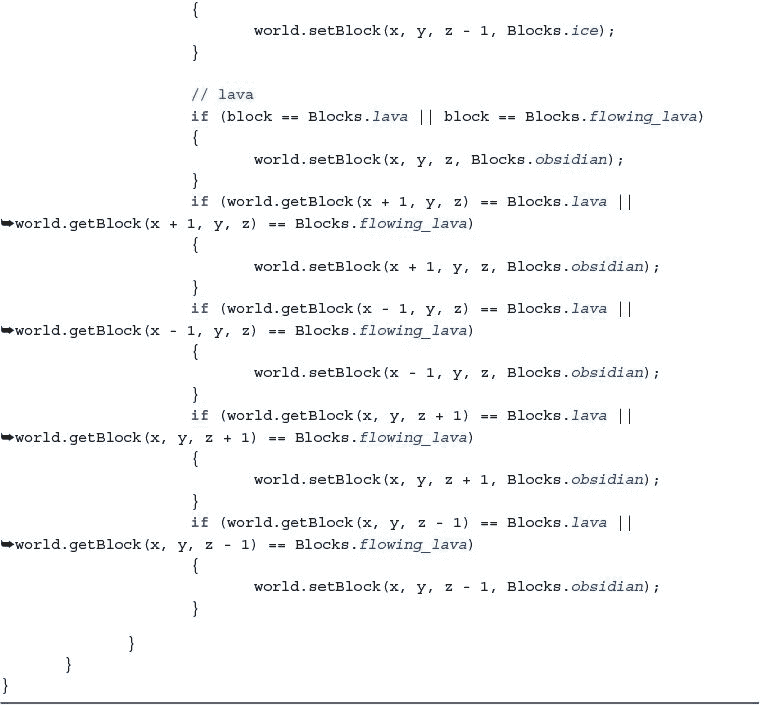 {
world.setBlock(x, y, z - 1, Blocks.ice);
}
// lava
if (block == Blocks.lava || block == Blocks.flowing_lava)
{
world.setBlock(x, y, z, Blocks.obsidian);
}
if (world.getBlock(x + 1, y, z) == Blocks.lava ||
➥world.getBlock(x + 1, y, z) == Blocks.flowing_lava)
{
world.setBlock(x + 1, y, z, Blocks.obsidian);
}
if (world.getBlock(x - 1, y, z) == Blocks.lava ||
➥world.getBlock(x - 1, y, z) == Blocks.flowing_lava)
{
world.setBlock(x - 1, y, z, Blocks.obsidian);
}
if (world.getBlock(x, y, z + 1) == Blocks.lava ||
➥world.getBlock(x, y, z + 1) == Blocks.flowing_lava)
{
world.setBlock(x, y, z + 1, Blocks.obsidian);
}
if (world.getBlock(x, y, z - 1) == Blocks.lava ||
➥world.getBlock(x, y, z - 1) == Blocks.flowing_lava)
{
world.setBlock(x, y, z - 1, Blocks.obsidian);
}
}
}
}